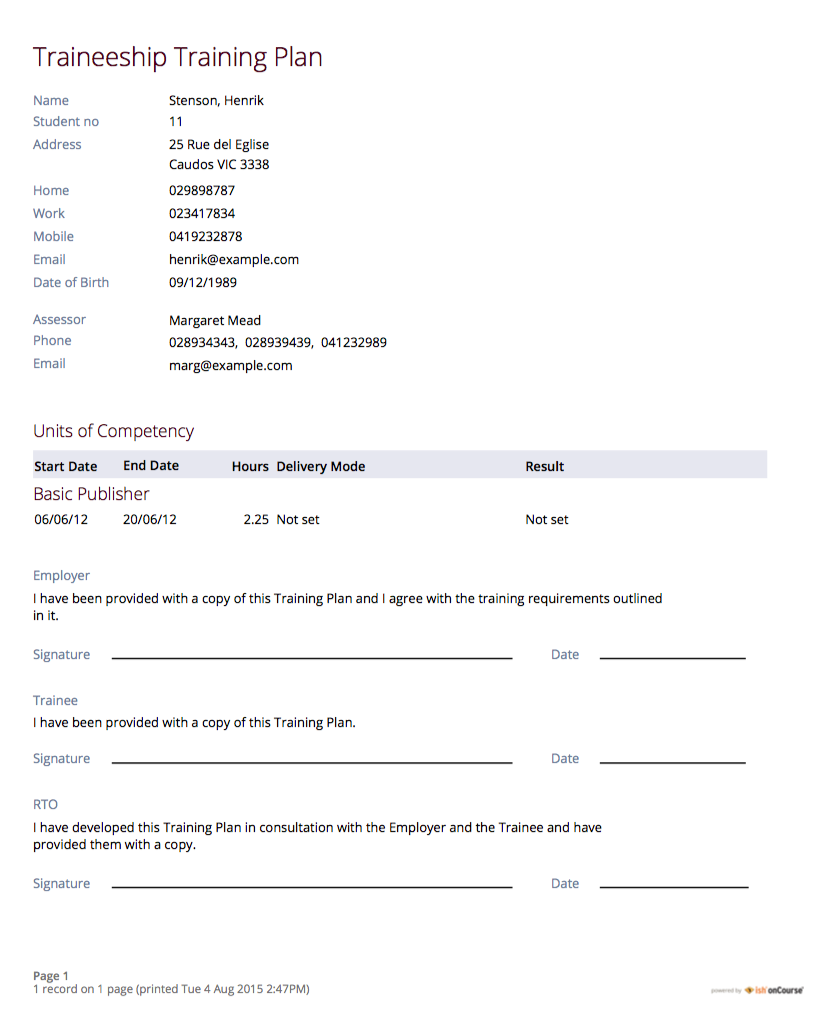 Traineeship Training Plan
Name Stenson, Henrik
Student no 11
Address 25 Rue del Eglise
Caudos VIC 3338
Home 029898787
Work 023417834
Mobile 0419232878
Email henrik@example.com
Date of Birth 09/12/1989
Assessor Margaret Mead
Phone 028934343, 028939439, 041232989
Email marg@example.com
Units of Competency
Start Date End Date Hours Delivery Mode Result
Basic Publisher
06/06/12 20/06/12 2.25 Not set Not set
Employer
I have been provided with a copy of this Training Plan and I agree with the training requirements outlined
in it.
Signature Date
Trainee
I have been provided with a copy of this Training Plan.
Signature Date
RTO
I have developed this Training Plan in consultation with the Employer and the Trainee and have
provided them with a copy.
Signature Date
Page 1
1 record on 1 page (printed Tue 4 Aug 2015 2:47PM)
powered by ish onCourse